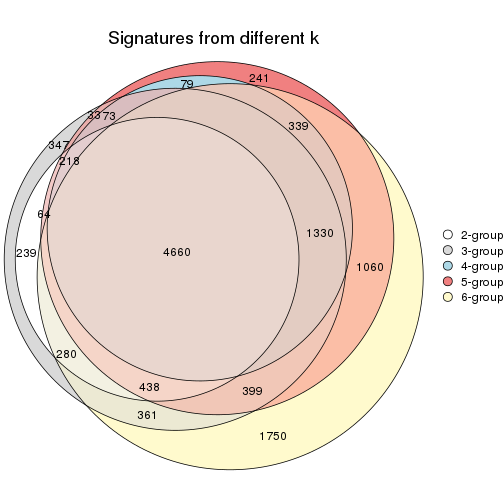 Signatures from different k
79
241
33
73
339
347
218
64
1330
239
4660
1060
280
438
399
361
1750
2-group
3-group
4-group
5-group
6-group